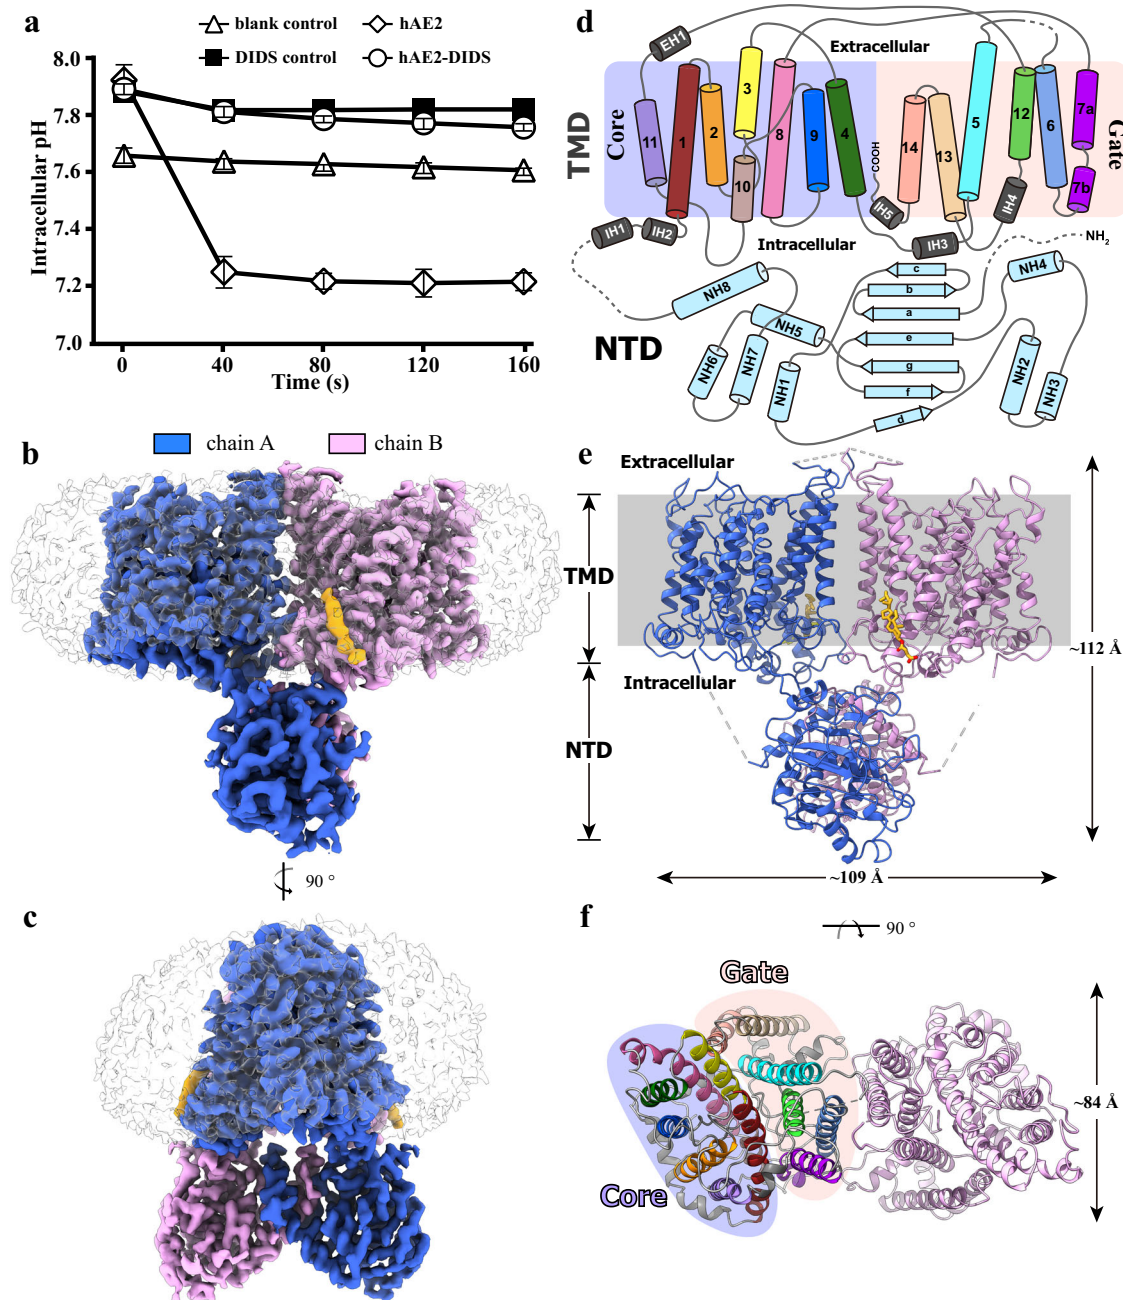 a
blank control
hAE2
DIDS control
hAE2-DIDS
Intracellular pH
8.0
7.8
7.6
7.4
7.2
7.0
0 40 80 120 160
Time (s)
d
Extracellular
TMD
Core
Gate
EH1
11
1
2
3
10
8
9
4
COOH
14
13
5
12
6
7a
7b
IH1
IH2
IH5
IH3
IH4
Intracellular
NH2
NTD
NH8
NH5
NH6
NH7
NH1
c
b
a
e
g
f
d
NH4
NH2
NH3
b
chain A
chain B
90 °
c
e
Extracellular
TMD
Intracellular
NTD
~112 Å
~109 Å
f
90 °
Gate
Core
~84 Å